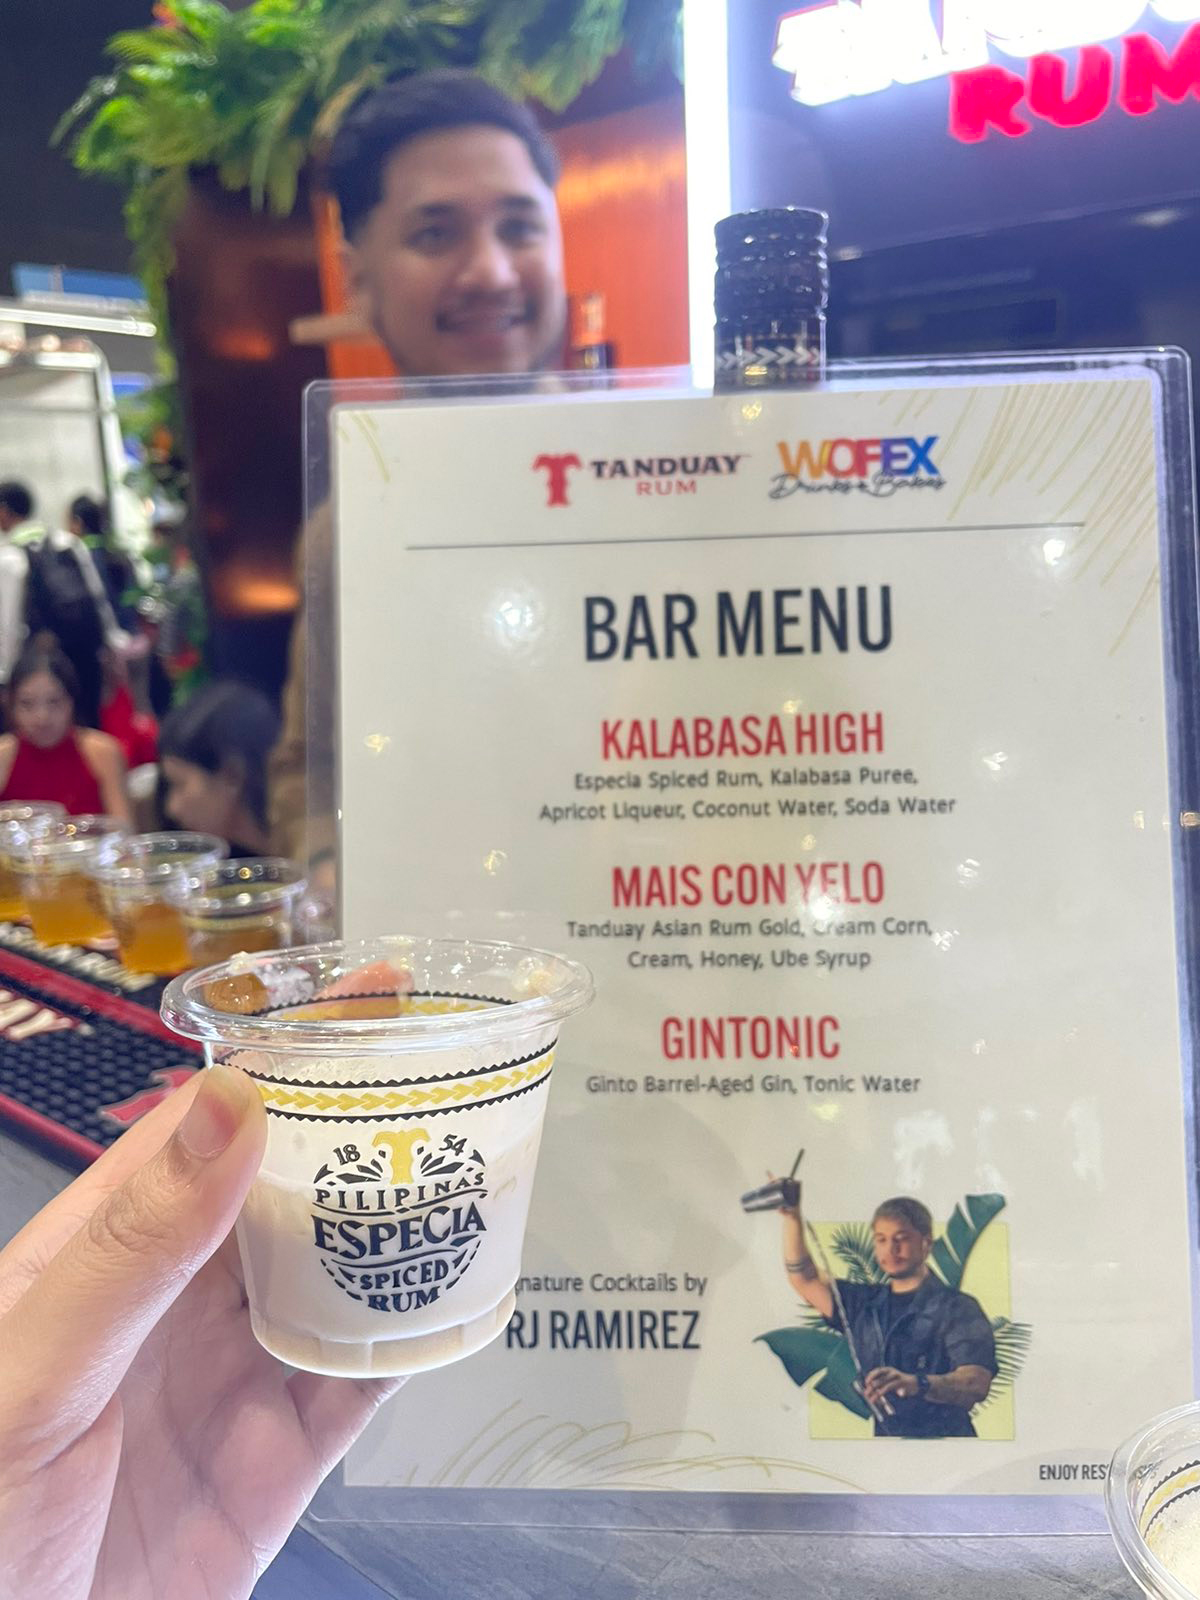 RUM
TANDUAY
RUM
WOFEX
Drinks & Bakes
BAR MENU
KALABASA HIGH
Especia Spiced Rum, Kalabasa Puree,
Apricot Liqueur, Coconut Water, Soda Water
MAIS CON YELO
Tanduay Asian Rum Gold, Cream Corn,
Cream, Honey, Ube Syrup
GINTONIC
Ginto Barrel-Aged Gin, Tonic Water
nature Cocktails by
RJ RAMIREZ
ENJOY RES
18 54
PILIPINAS
ESPECIA
SPICED
RUM